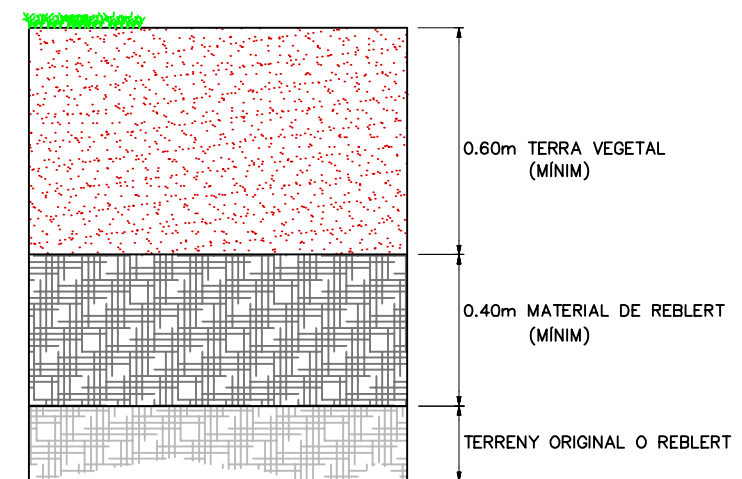 0.60m TERRA VEGETAL
(MÍNIM)
0.40m MATERIAL DE REBLERT
(MÍNIM)
TERRENY ORIGINAL O REBLERT